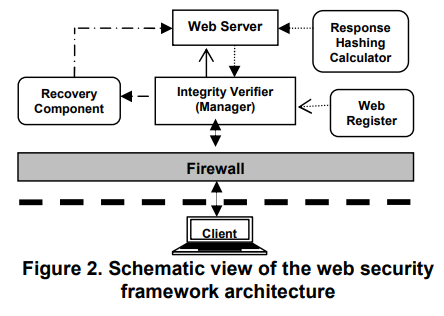 Web Server
Response
Hashing
Calculator
Recovery
Component
Integrity Verifier
(Manager)
Web
Register
Firewall
Client
Figure 2. Schematic view of the web security
framework architecture